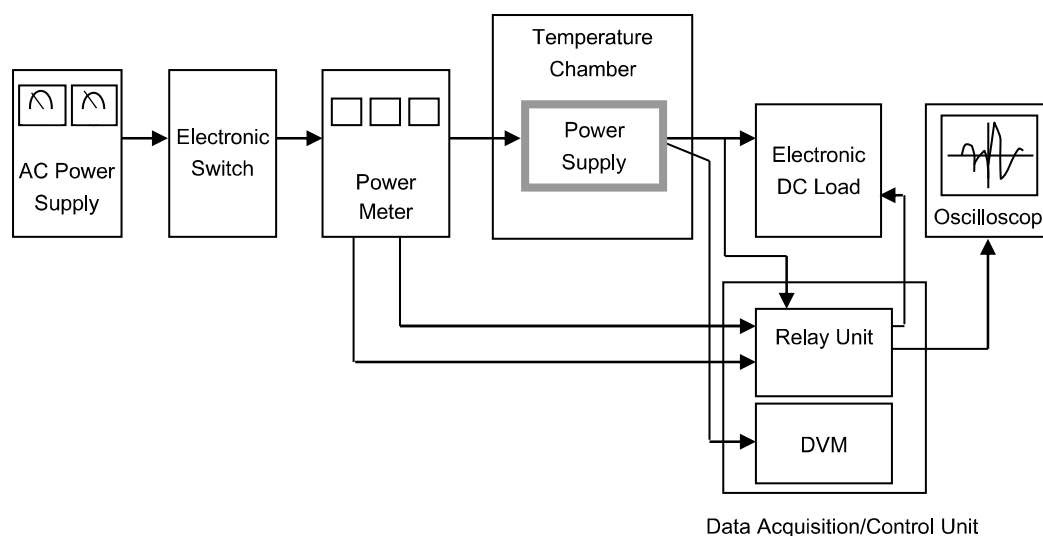 Temperature
Chamber
AC Power
Supply
Electronic
Switch
Power
Meter
Power
Supply
Electronic
DC Load
Oscilloscop
Relay Unit
DVM
Data Acquisition/Control Unit